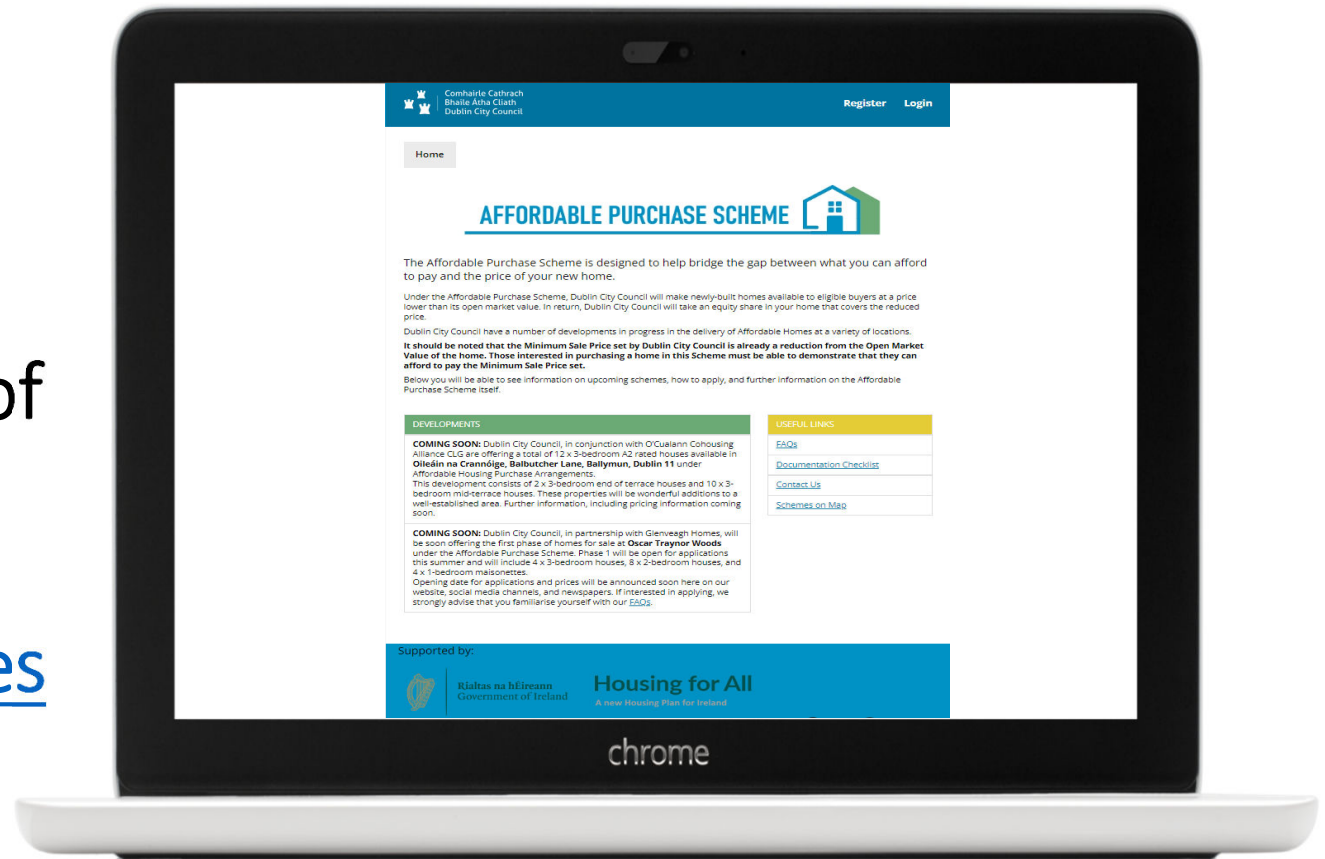 of
es
Comhairle Cathrach
Bhaile Átha Cliath
Dublin City Council
Register Login
Home
AFFORDABLE PURCHASE SCHEME
The Affordable Purchase Scheme is designed to help bridge the gap between what you can afford
to pay and the price of your new home.
Under the Affordable Purchase Scheme, Dublin City Council will make newly-built homes available to eligible buyers at a price
lower than its open market value. In return, Dublin City Council will take an equity share in your home that covers the reduced
price.
Dublin City Council have a number of developments in progress in the delivery of Affordable Homes at a variety of locations.
It should be noted that the Minimum Sale Price set by Dublin City Council is already a reduction from the Open Market
Value of the home. Those interested in purchasing a home in this Scheme must be able to demonstrate that they can
afford to pay the Minimum Sale Price set.
Below you will be able to see information on upcoming schemes, how to apply, and further information on the Affordable
Purchase Scheme itself.
DEVELOPMENTS
COMING SOON: Dublin City Council, in conjunction with O'Cualann Cohousing
Alliance CLG are offering a total of 12 x 3-bedroom A2 rated houses available in
Oileáin na Crannóige, Balbutcher Lane, Ballymun, Dublin 11 under
Affordable Housing Purchase Arrangements.
This development consists of 2 x 3-bedroom end of terrace houses and 10 x 3-
bedroom mid-terrace houses. These properties will be wonderful additions to a
well-established area. Further information, including pricing information coming
soon.
COMING SOON: Dublin City Council, in partnership with Glenveagh Homes, will
be soon offering the first phase of homes for sale at Oscar Traynor Woods
under the Affordable Purchase Scheme. Phase 1 will be open for applications
this summer and will include 4 x 3-bedroom houses, 8 x 2-bedroom houses, and
4 x 1-bedroom maisonettes.
Opening date for applications and prices will be announced soon here on our
website, social media channels, and newspapers. If interested in applying, we
strongly advise that you familiarise yourself with our FAQs.
USEFUL LINKS
FAQs
Documentation Checklist
Contact Us
Schemes on Map
Supported by:
Rialtas na hÉireann
Government of Ireland
Housing for All
A new Housing Plan for Ireland
chrome